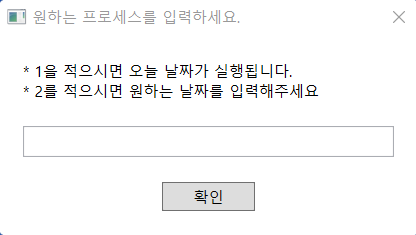 원하는 프로세스를 입력하세요.
* 1을 적으시면 오늘 날짜가 실행됩니다.
* 2를 적으시면 원하는 날짜를 입력해주세요
확인